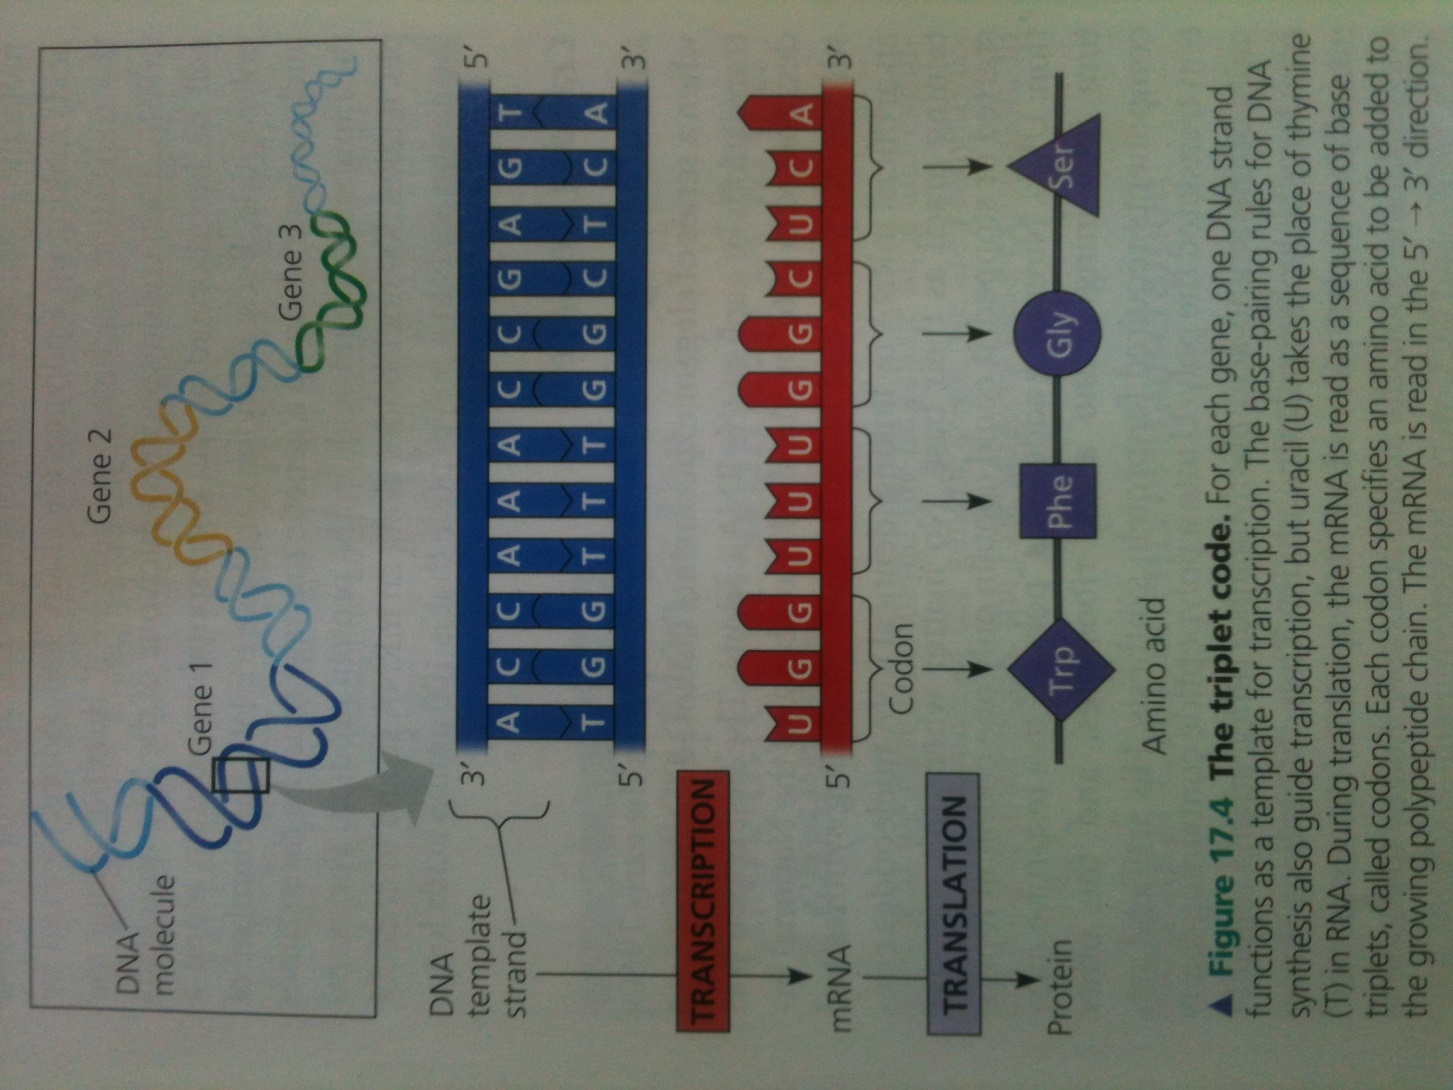 DNA
molecule
Gene 1
Gene 2
Gene 3
DNA
template
strand
3′ A C C A A A C C G A G T 5′
5′ T G G T T T G G C T C A 3′
TRANSCRIPTION
mRNA
5′ U G G U U U G G C U C A 3′
Codon
TRANSLATION
Protein
Trp Phe Gly Ser
Amino acid
▲ Figure 17.4 The triplet code. For each gene, one DNA strand
functions as a template for transcription. The base-pairing rules for DNA
synthesis also guide transcription, but uracil (U) takes the place of thymine
(T) in RNA. During translation, the mRNA is read as a sequence of base
triplets, called codons. Each codon specifies an amino acid to be added to
the growing polypeptide chain. The mRNA is read in the 5′ → 3′ direction.